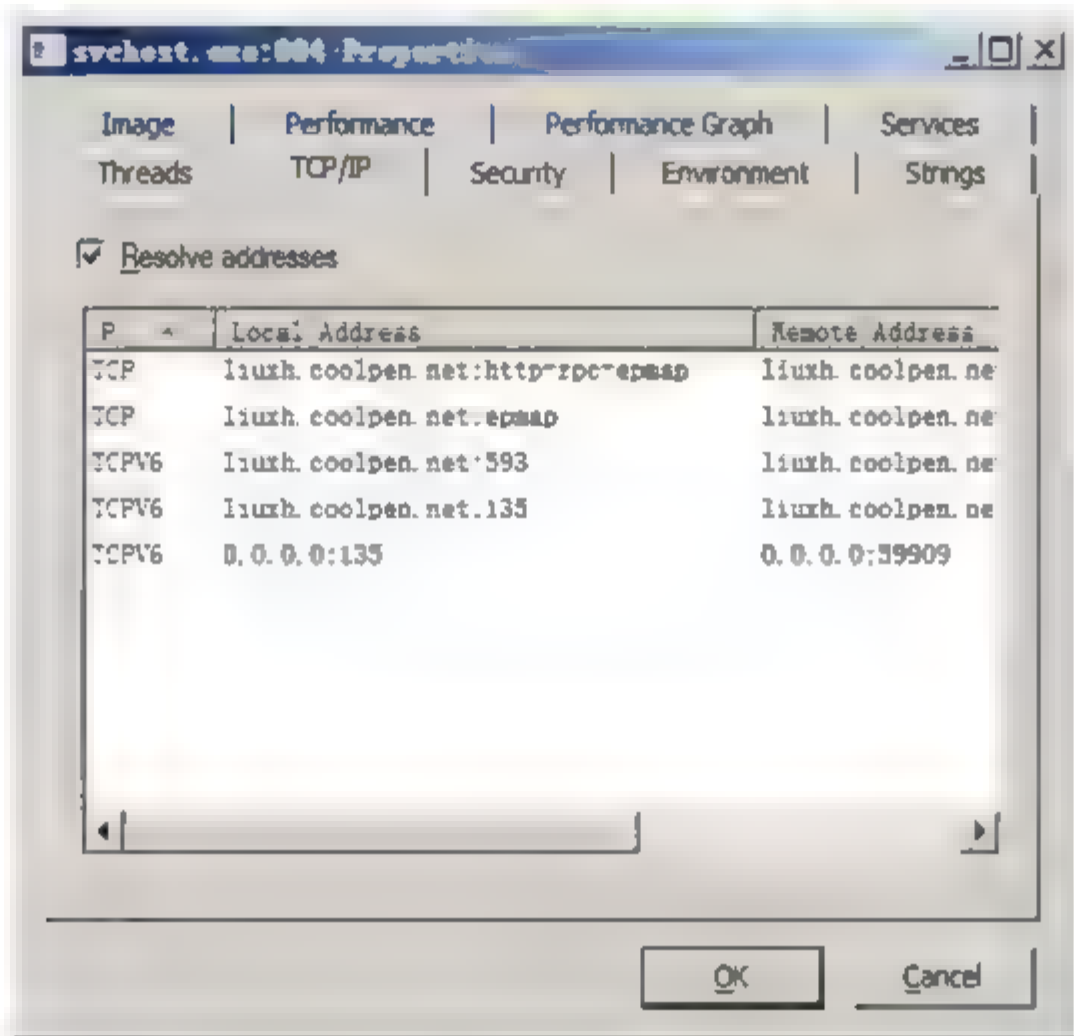 svchost.exe: Properties
Image Performance Performance Graph Services
Threads TCP/IP Security Environment Strings
Resolve addresses
P Local Address Remote Address
TCP liuxh.coolpen.net:http-rpc-epmap liuxh.coolpen.ne
TCP liuxh.coolpen.net:epmap liuxh.coolpen.ne
TCPV6 liuxh.coolpen.net:593 liuxh.coolpen.ne
TCPV6 liuxh.coolpen.net:135 liuxh.coolpen.ne
TCPV6 0.0.0.0:135 0.0.0.0:59909
OK Cancel